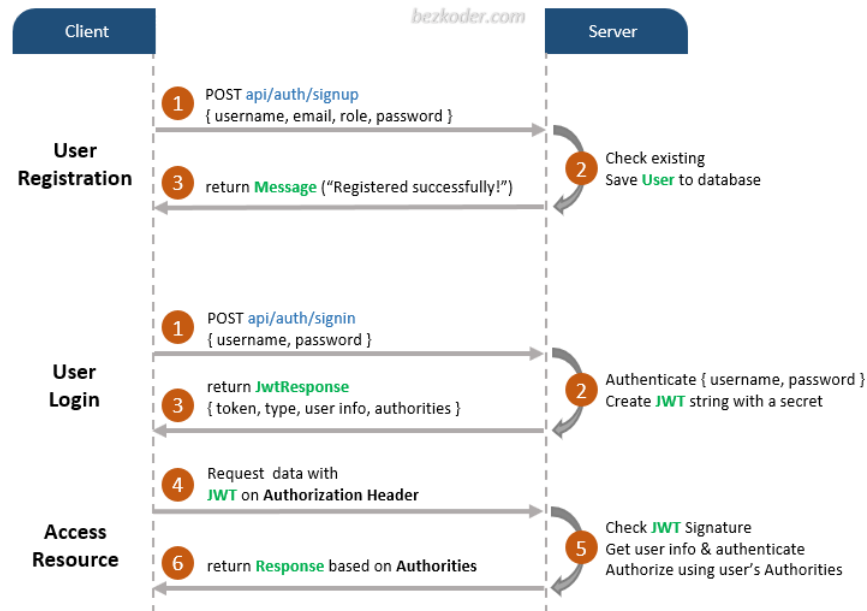 bezkoder.com
Client
Server
1
POST api/auth/signup
{ username, email, role, password }
User
Registration
2
Check existing
Save User to database
3
return Message (“Registered successfully!”)
1
POST api/auth/signin
{ username, password }
User
Login
2
Authenticate { username, password }
Create JWT string with a secret
3
return JwtResponse
{ token, type, user info, authorities }
4
Request  data with
JWT on Authorization Header
Access
Resource
5
Check JWT Signature
Get user info & authenticate
Authorize using user’s Authorities
6
return Response based on Authorities